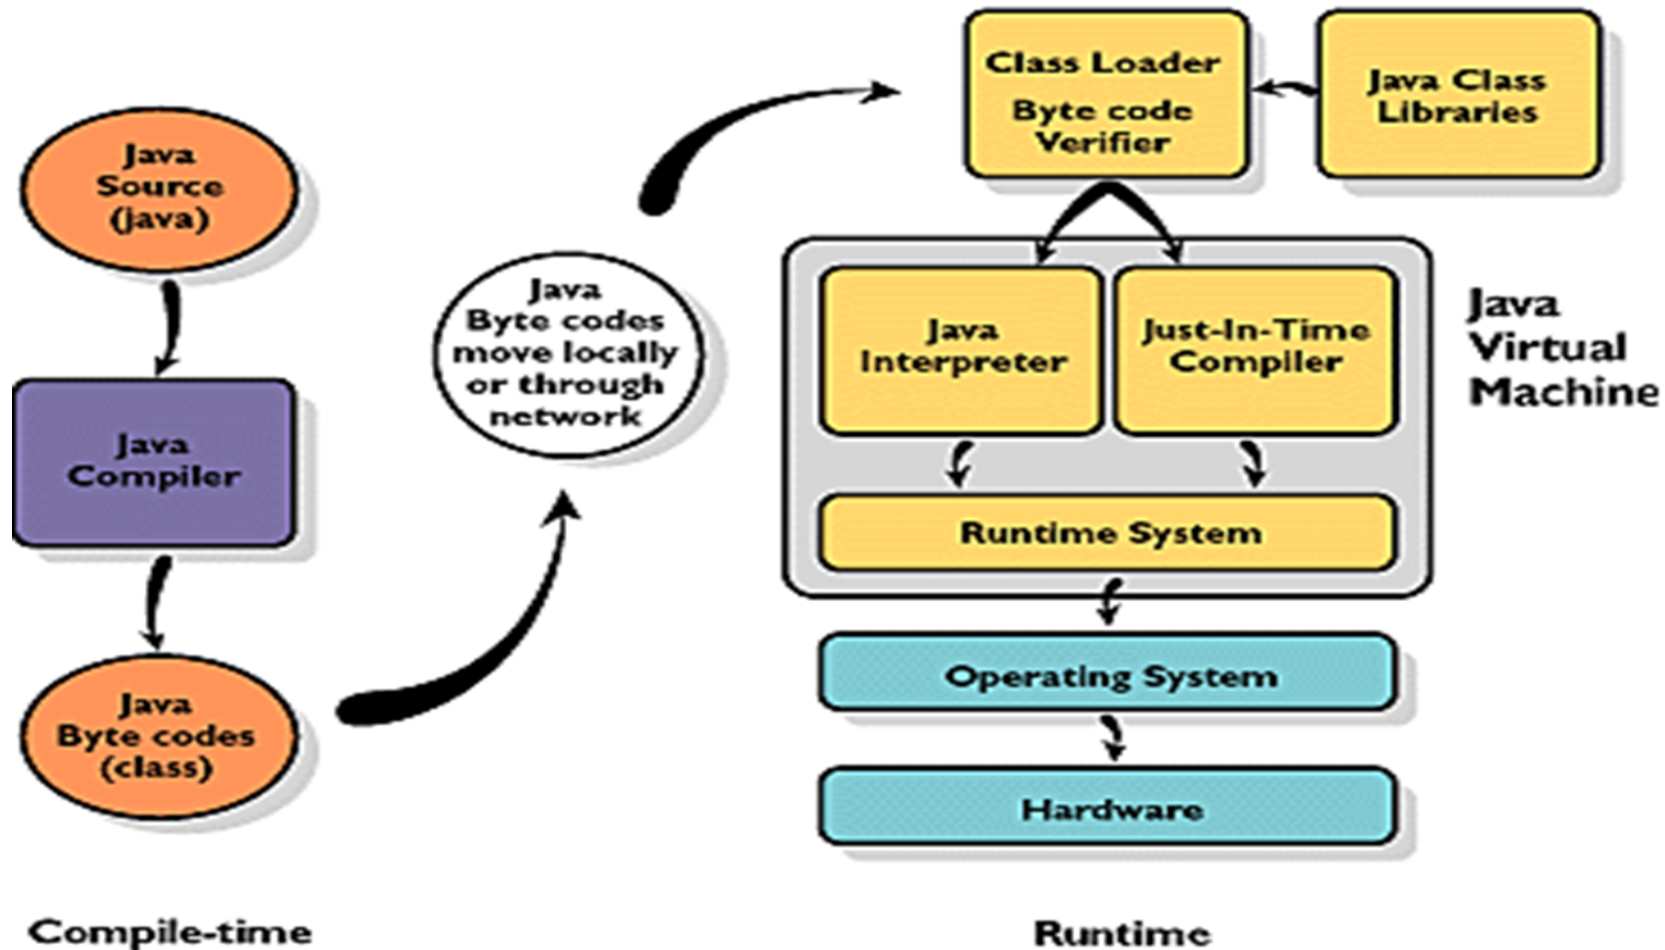 Java
Source
(java)
Java
Compiler
Java
Byte codes
(class)
Compile-time
Java
Byte codes
move locally
or through
network
Class Loader
Byte code
Verifier
Java Class
Libraries
Java
Interpreter
Just-In-Time
Compiler
Runtime System
Java
Virtual
Machine
Operating System
Hardware
Runtime